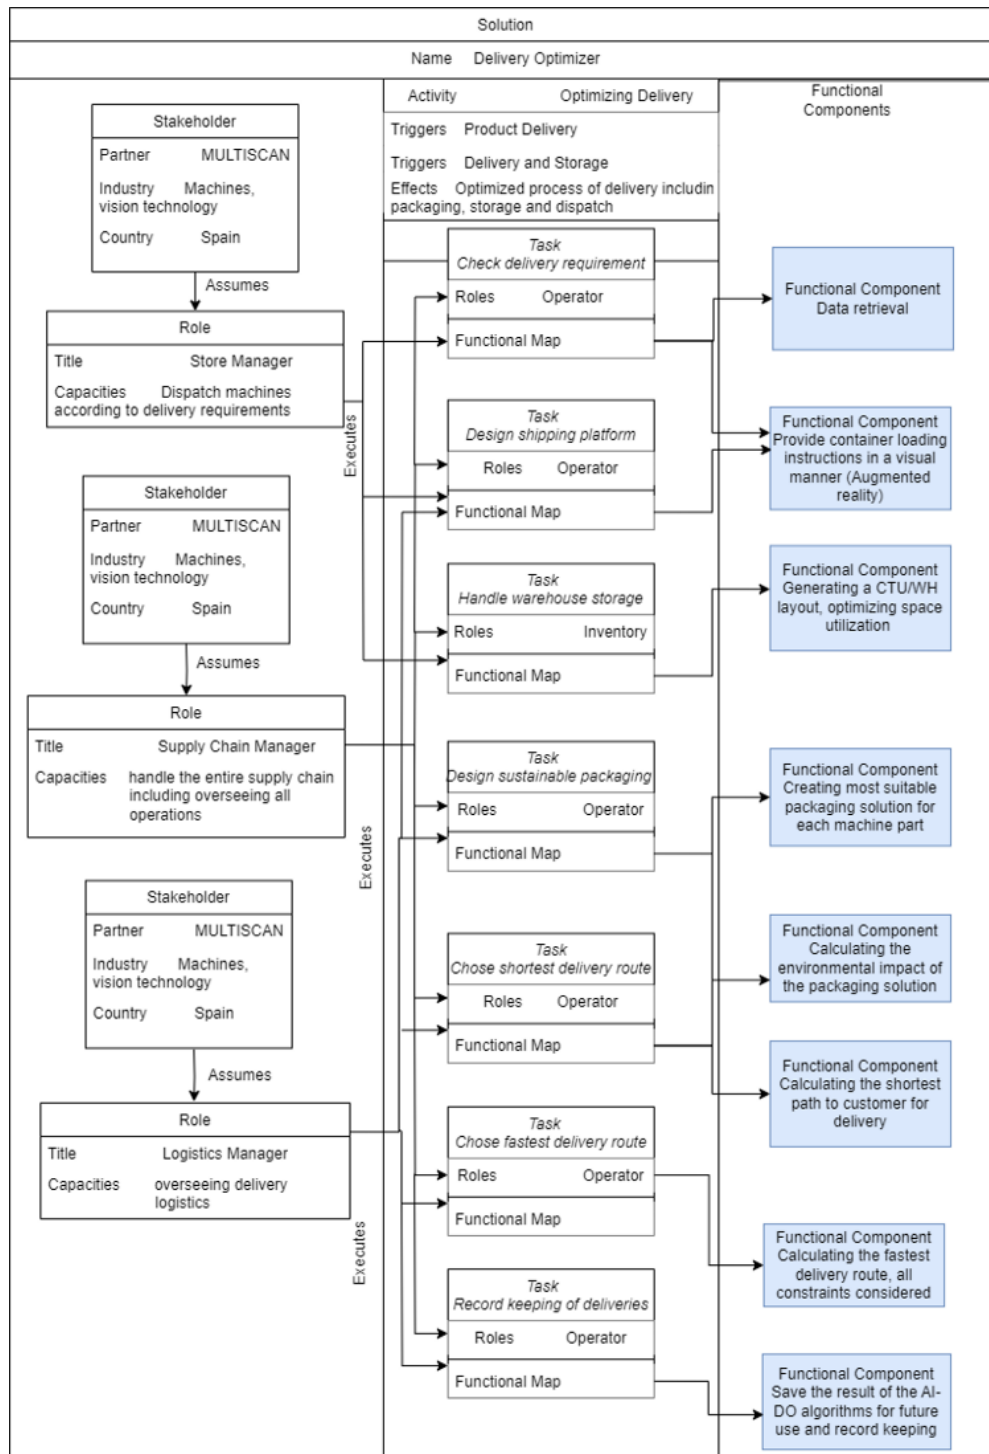 Solution
Name Delivery Optimizer
Stakeholder
Partner MULTISCAN
Industry Machines,
vision technology
Country Spain
Assumes
Role
Title Store Manager
Capacities Dispatch machines
according to delivery requirements
Executes
Stakeholder
Partner MULTISCAN
Industry Machines,
vision technology
Country Spain
Assumes
Role
Title Supply Chain Manager
Capacities handle the entire supply chain
including overseeing all
operations
Executes
Stakeholder
Partner MULTISCAN
Industry Machines,
vision technology
Country Spain
Assumes
Role
Title Logistics Manager
Capacities overseeing delivery
logistics
Executes
Activity Optimizing Delivery
Triggers Product Delivery
Triggers Delivery and Storage
Effects Optimized process of delivery includin
packaging, storage and dispatch
Task
Check delivery requirement
Roles Operator
Functional Map
Task
Design shipping platform
Roles Operator
Functional Map
Task
Handle warehouse storage
Roles Inventory
Functional Map
Task
Design sustainable packaging
Roles Operator
Functional Map
Task
Chose shortest delivery route
Roles Operator
Functional Map
Task
Chose fastest delivery route
Roles Operator
Functional Map
Task
Record keeping of deliveries
Roles Operator
Functional Map
Functional
Components
Functional Component
Data retrieval
Functional Component
Provide container loading
instructions in a visual
manner (Augmented
reality)
Functional Component
Generating a CTU/WH
layout, optimizing space
utilization
Functional Component
Creating most suitable
packaging solution for
each machine part
Functional Component
Calculating the
environmental impact of
the packaging solution
Functional Component
Calculating the shortest
path to customer for
delivery
Functional Component
Calculating the fastest
delivery route, all
constraints considered
Functional Component
Save the result of the AI-
DO algorithms for future
use and record keeping